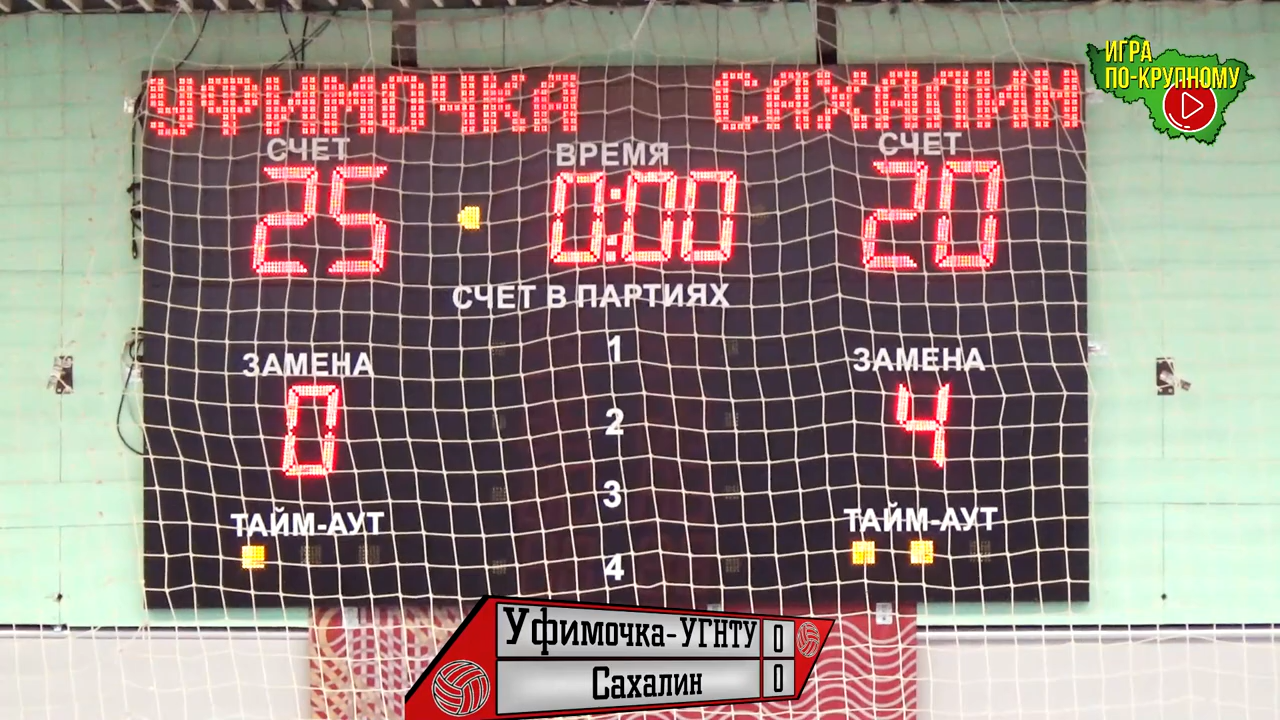 УФИМОЧКА САХАЛИН
ИГРА
ПО-КРУПНОМУ
СЧЕТ ВРЕМЯ СЧЕТ
25 0:00 20
СЧЕТ В ПАРТИЯХ
1
ЗАМЕНА ЗАМЕНА
0 2 4
3
ТАЙМ-АУТ ТАЙМ-АУТ
4
Уфимочка-УГНТУ 0
Сахалин 0